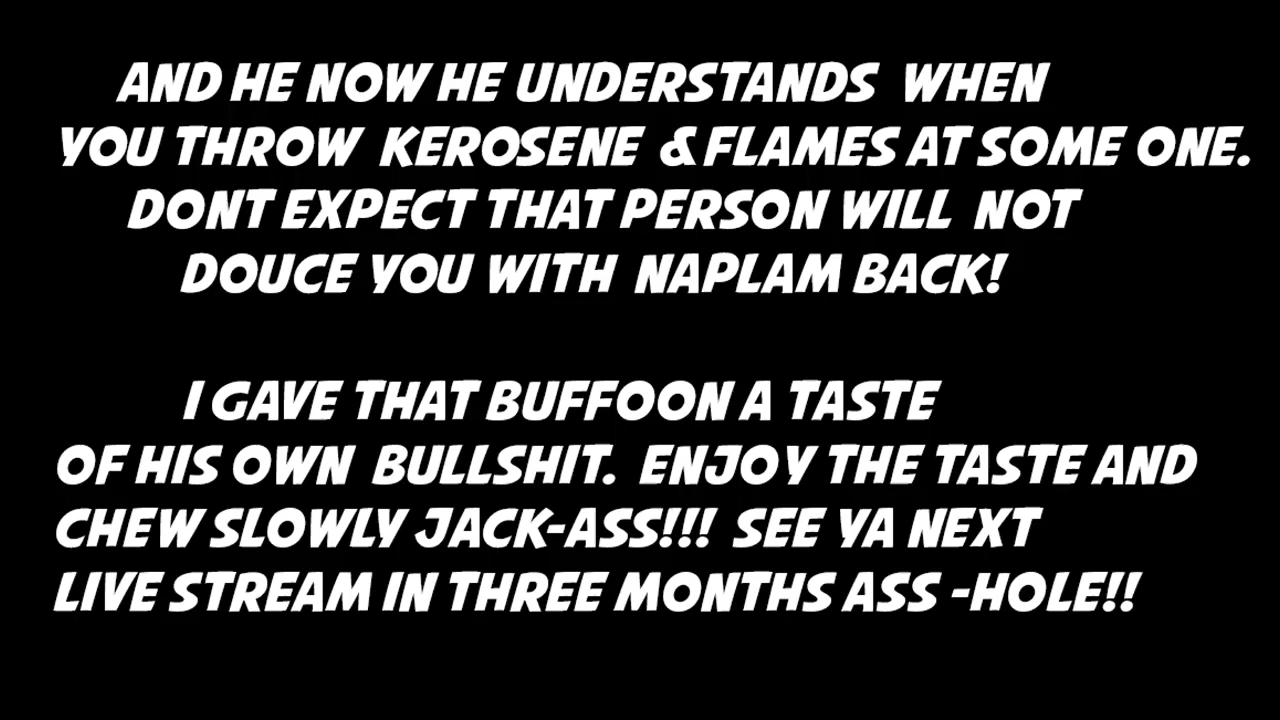 AND HE NOW HE UNDERSTANDS WHEN
YOU THROW KEROSENE & FLAMES AT SOME ONE.
DONT EXPECT THAT PERSON WILL NOT
DOUCE YOU WITH NAPLAM BACK!
I GAVE THAT BUFFOON A TASTE
OF HIS OWN BULLSHIT. ENJOY THE TASTE AND
CHEW SLOWLY JACK-ASS!!! SEE YA NEXT
LIVE STREAM IN THREE MONTHS ASS -HOLE!!